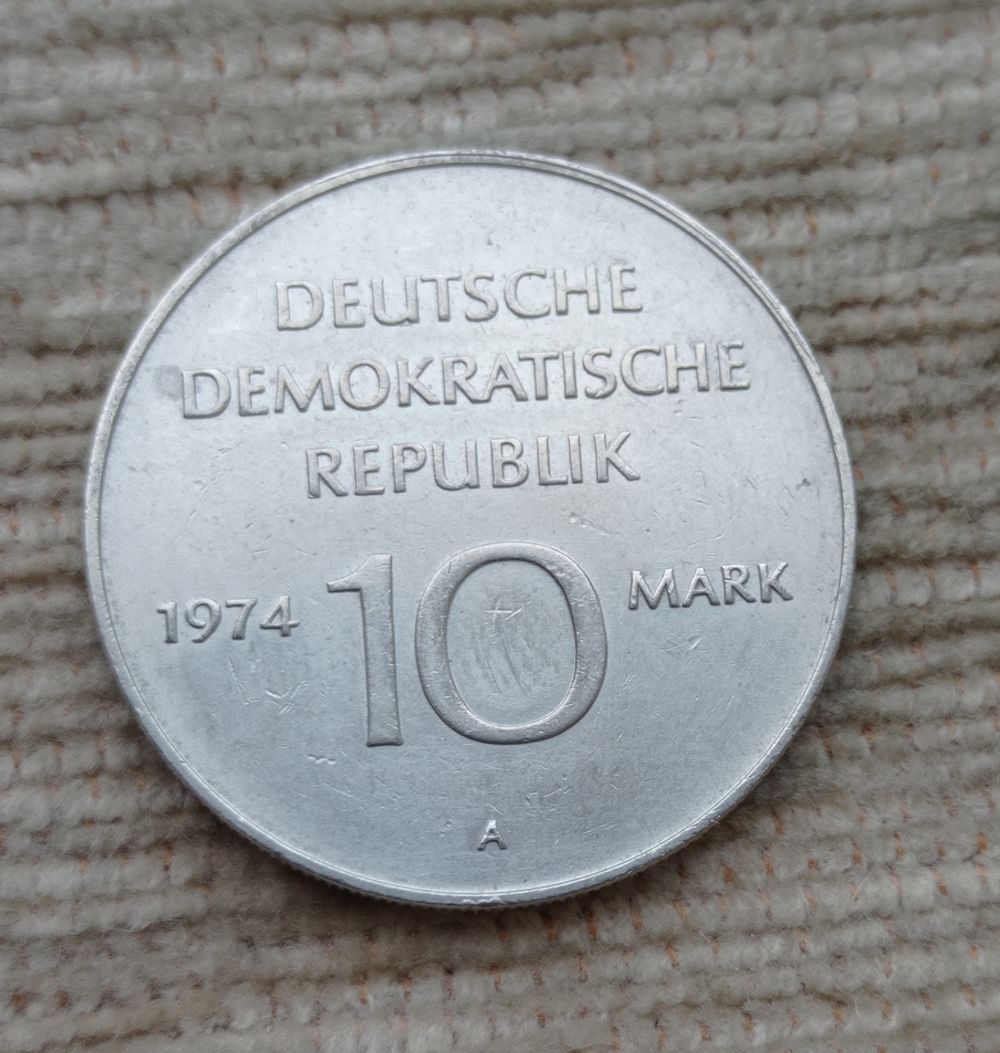 DEUTSCHE
DEMOKRATISCHE
REPUBLIK
1974 10 MARK
A